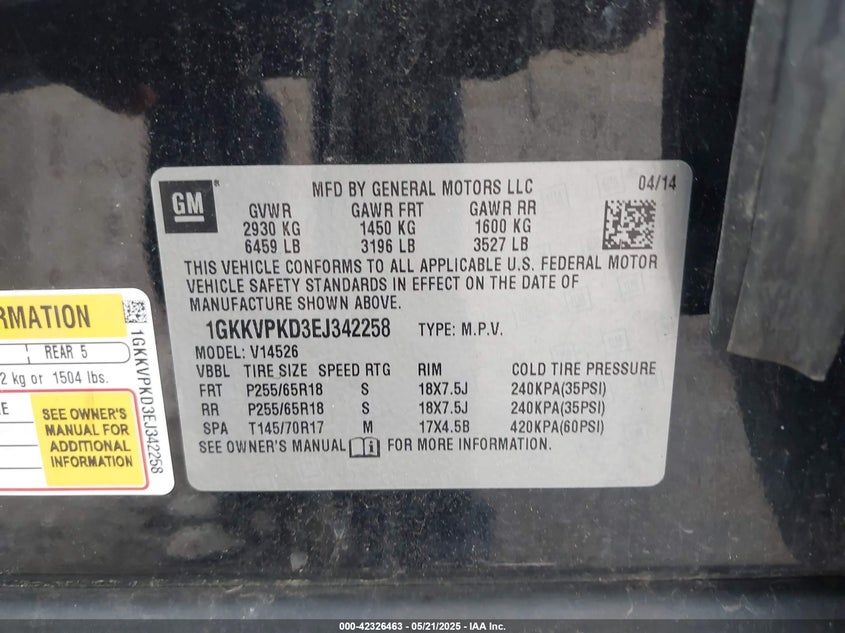 GM
MFD BY GENERAL MOTORS LLC 04/14
GVWR GAWR FRT GAWR RR
2930 KG 1450 KG 1600 KG
6459 LB 3196 LB 3527 LB
THIS VEHICLE CONFORMS TO ALL APPLICABLE U.S. FEDERAL MOTOR
VEHICLE SAFETY STANDARDS IN EFFECT ON THE DATE OF
MANUFACTURE SHOWN ABOVE.
1GKKVPKD3EJ342258 TYPE: M.P.V.
MODEL: V14526
VBBL TIRE SIZE SPEED RTG RIM COLD TIRE PRESSURE
FRT P255/65R18 S 18X7.5J 240KPA(35PSI)
RR P255/65R18 S 18X7.5J 240KPA(35PSI)
SPA T145/70R17 M 17X4.5B 420KPA(60PSI)
SEE OWNER'S MANUAL FOR MORE INFORMATION.
REAR 5
kg or 1504 lbs.
SEE OWNER'S
MANUAL FOR
ADDITIONAL
INFORMATION
1GKKVPKD3EJ342258
000-42326463 - 05/21/2025 - IAA Inc.